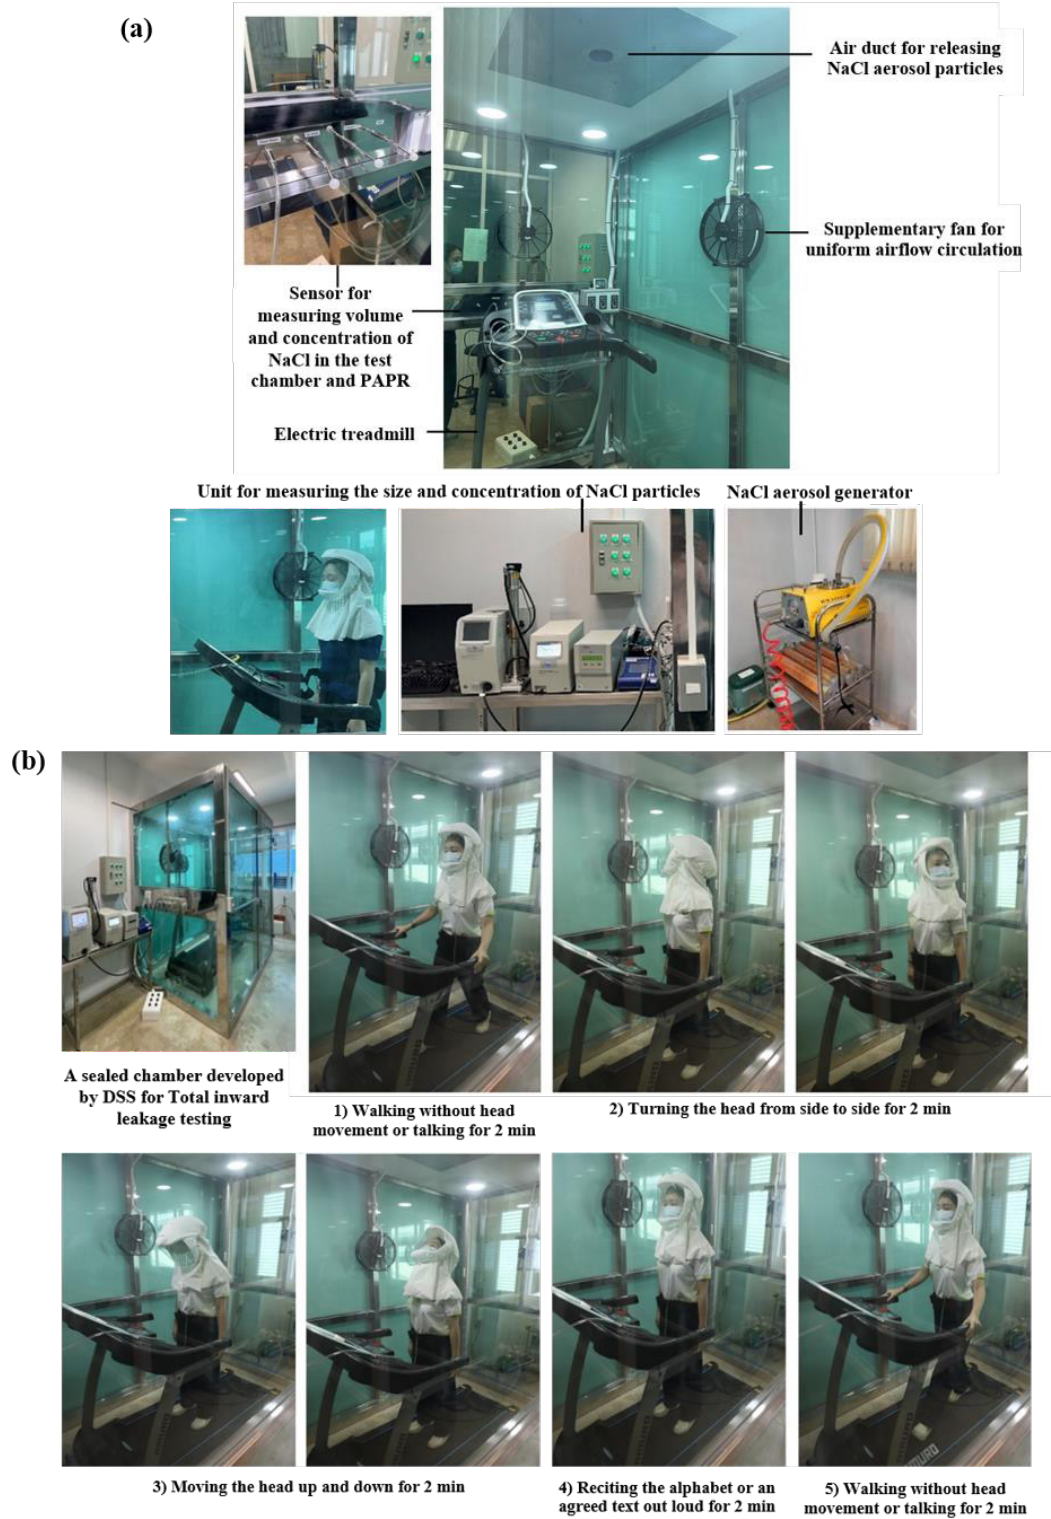 (a)
Air duct for releasing
NaCl aerosol particles
Supplementary fan for
uniform airflow circulation
Sensor for
measuring volume
and concentration of
NaCl in the test
chamber and PAPR
Electric treadmill
Unit for measuring the size and concentration of NaCl particles
NaCl aerosol generator
(b)
A sealed chamber developed
by DSS for Total inward
leakage testing
1) Walking without head
movement or talking for 2 min
2) Turning the head from side to side for 2 min
3) Moving the head up and down for 2 min
4) Reciting the alphabet or an
agreed text out loud for 2 min
5) Walking without head
movement or talking for 2 min